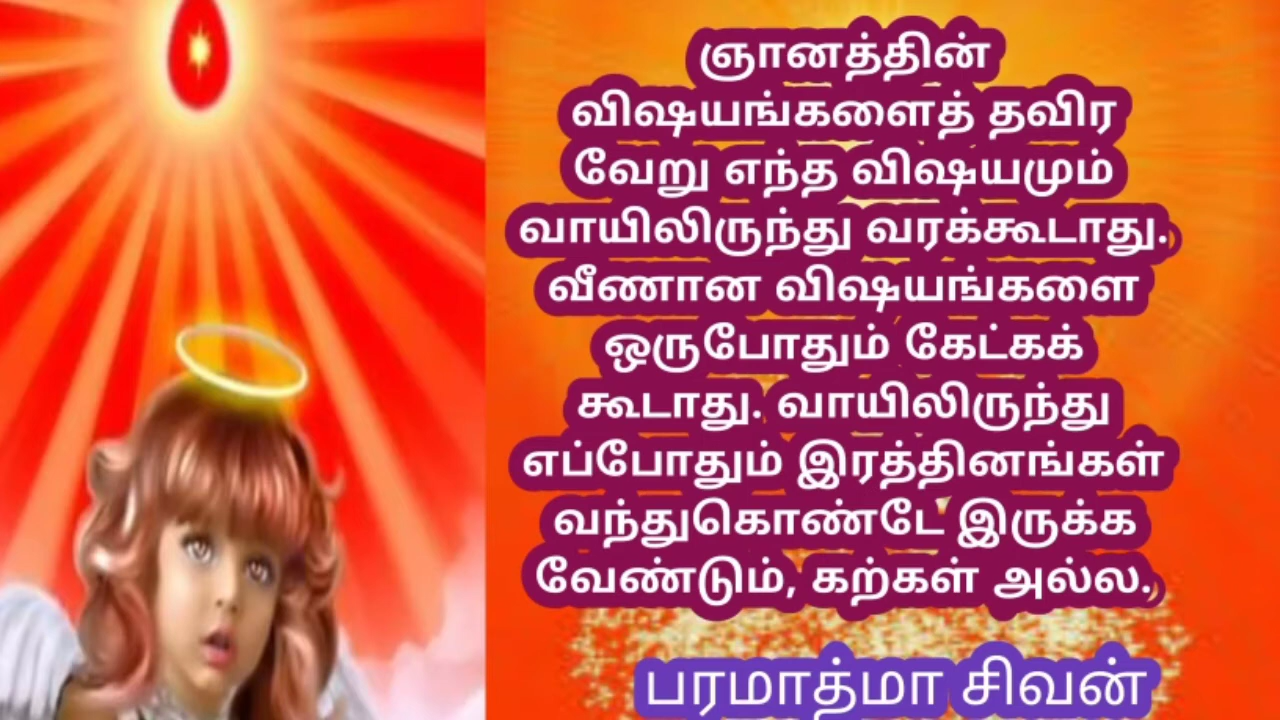 ஞானத்தின்
விஷயங்களைத் தவிர
வேறு எந்த விஷயமும்
வாயிலிருந்து வரக்கூடாது.
வீணான விஷயங்களை
ஒருபோதும் கேட்கக்
கூடாது. வாயிலிருந்து
எப்போதும் இரத்தினங்கள்
வந்துகொண்டே இருக்க
வேண்டும், கற்கள் அல்ல.
பரமாத்மா சிவன்